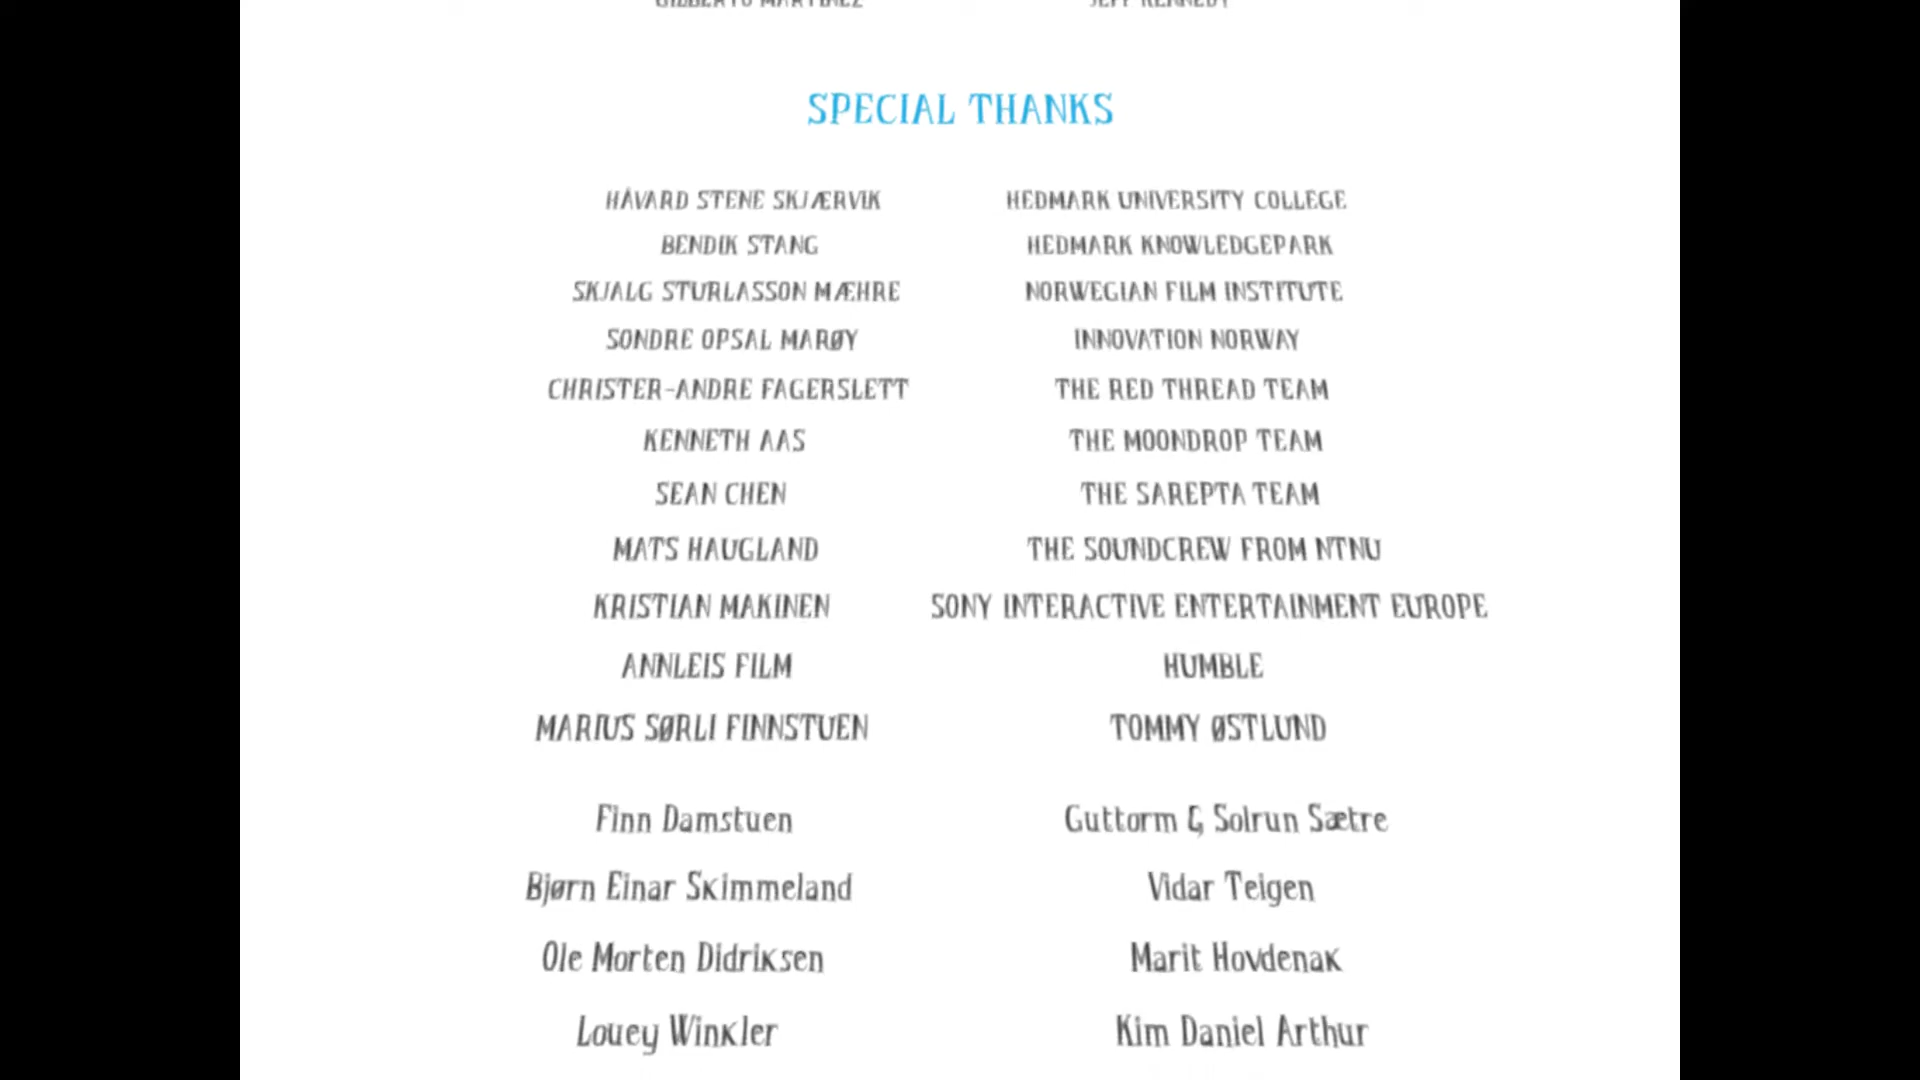 GILBERTO MARTINEZ JEFF KENNEDY
SPECIAL THANKS
HÅVARD STENE SKJÆRVIK HEDMARK UNIVERSITY COLLEGE
BENDIK STANG HEDMARK KNOWLEDGEPARK
SKJALG STURLASSON MÆHRE NORWEGIAN FILM INSTITUTE
SONDRE OPSAL MARØY INNOVATION NORWAY
CHRISTER-ANDRE FAGERSLETT THE RED THREAD TEAM
KENNETH AAS THE MOONDROP TEAM
SEAN CHEN THE SAREPTA TEAM
MATS HAUGLAND THE SOUNDCREW FROM NTNU
KRISTIAN MAKINEN SONY INTERACTIVE ENTERTAINMENT EUROPE
ANNLEIS FILM HUMBLE
MARIUS SØRLI FINNSTUEN TOMMY ØSTLUND
Finn Damstuen Guttorm & Solrun Sætre
Bjørn Einar Skimmeland Vidar Teigen
Ole Morten Didriksen Marit Hovdenak
Louey Winkler Kim Daniel Arthur